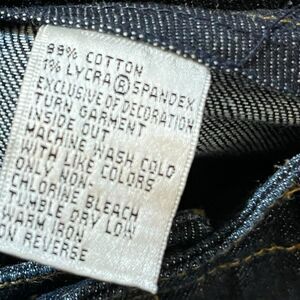 99% COTTON
1% LYCRA® SPANDEX
EXCLUSIVE OF DECORATION
TURN GARMENT
INSIDE OUT
MACHINE WASH COLD
WITH LIKE COLORS
ONLY NON
CHLORINE BLEACH
TUMBLE DRY LOW
WARM IRON
ON REVERSE